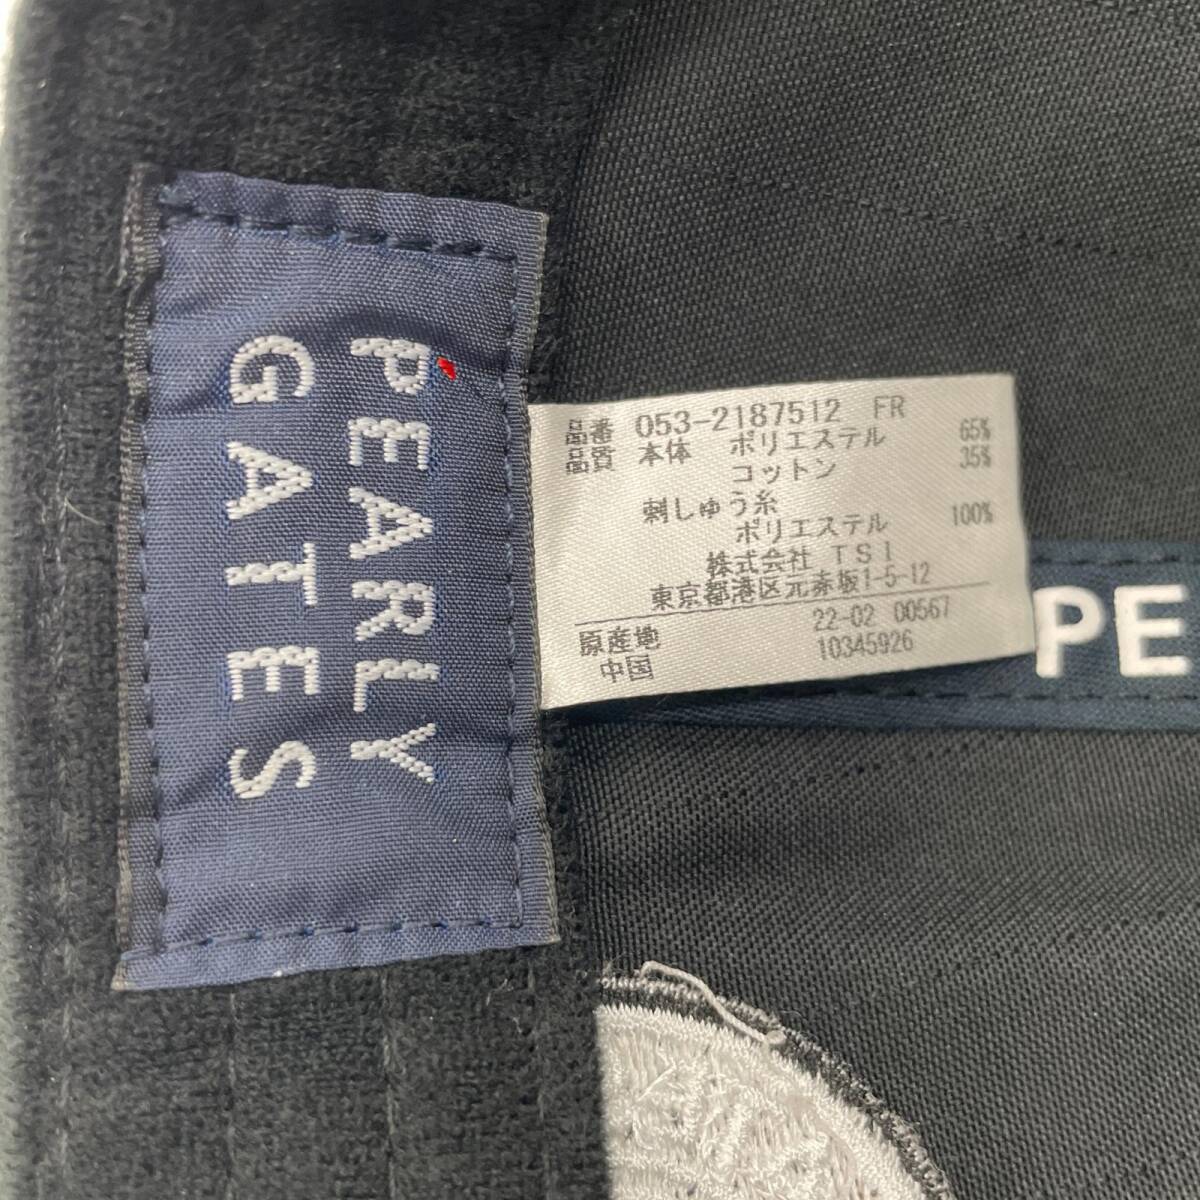 PEARLY
GATES
品番 053-2187512 FR
品質 本体 ポリエステル 65%
コットン 35%
刺しゅう糸
ポリエステル 100%
株式会社 TSI
東京都港区元赤坂1-5-12
22-02 00567
原産地 10345926
中国
PE